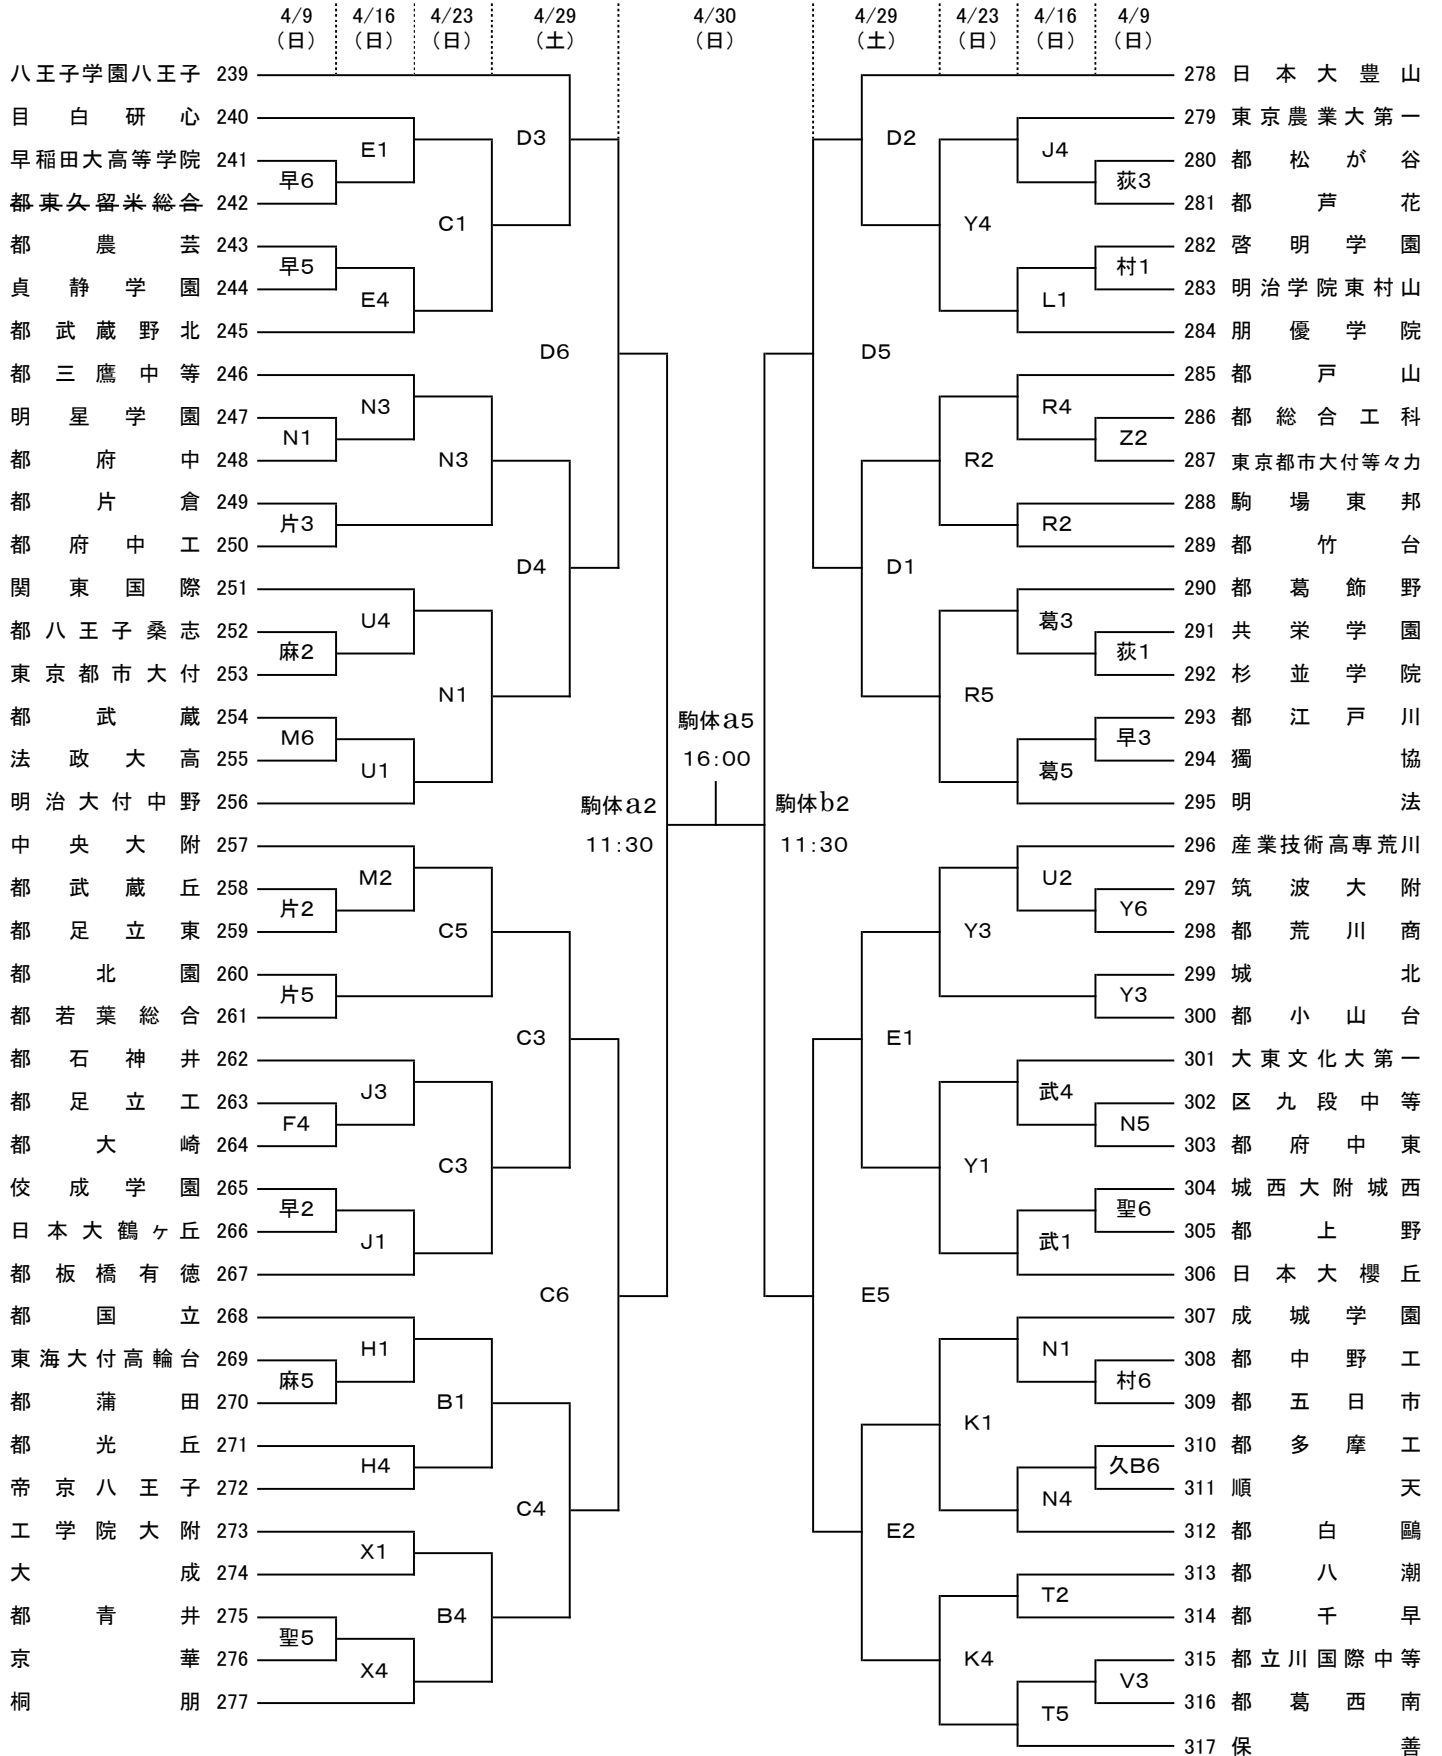 4/9 4/16 4/23 4/29 4/30 4/29 4/23 4/16 4/9
(日) (日) (日) (土) (日) (土) (日) (日) (日)
八王子学園八王子 239
目白研心 240
早稲田大高等学院 241
都東久留米総合 242
都農芸 243
貞静学園 244
都武蔵野北 245
都三鷹中等 246
明星学園 247
都府中 248
都片倉 249
都府中工 250
関東国際 251
都八王子桑志 252
東京都市大付 253
都武蔵 254
法政大高 255
明治大付中野 256
中央大附 257
都武蔵丘 258
都足立東 259
都北園 260
都若葉総合 261
都石神井 262
都足立工 263
都大崎 264
佼成学園 265
日本大鶴ヶ丘 266
都板橋有徳 267
都国立 268
東海大付高輪台 269
都蒲田 270
都光丘 271
帝京八王子 272
工学院大附 273
大成 274
都青井 275
京華 276
桐朋 277
早6
早5
N1
片3
麻2
M6
片2
片5
F4
早2
麻5
聖5
E1
E4
N3
U4
U1
M2
J3
J1
H1
H4
X1
X4
C1
N3
N1
C5
C3
B1
B4
D3
D4
C3
C4
D6
C6
駒体a2
11:30
駒体a5
16:00
駒体b2
11:30
D5
E5
D2
D1
E1
E2
Y4
R2
R5
Y3
Y1
K1
K4
J4
L1
R4
R2
葛3
葛5
U2
武4
武1
N1
N4
T2
T5
荻3
村1
Z2
荻1
早3
Y6
Y3
N5
聖6
村6
久B6
V3
278 日本大豊山
279 東京農業大第一
280 都松が谷
281 都芦花
282 啓明学園
283 明治学院東村山
284 朋優学院
285 都戸山
286 都総合工科
287 東京都市大付等々力
288 駒場東邦
289 都竹台
290 都葛飾野
291 共栄学園
292 杉並学院
293 都江戸川
294 獨協
295 明法
296 産業技術高専荒川
297 筑波大附
298 都荒川商
299 城北
300 都小山台
301 大東文化大第一
302 区九段中等
303 都府中東
304 城西大附城西
305 都上野
306 日本大櫻丘
307 成城学園
308 都中野工
309 都五日市
310 都多摩工
311 順天
312 都白鷗
313 都八潮
314 都千早
315 都立川国際中等
316 都葛西南
317 保善